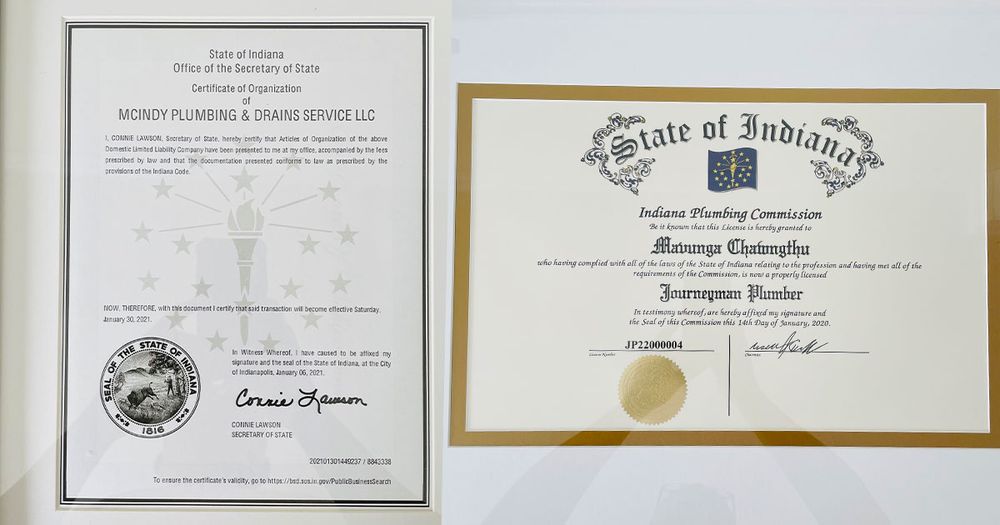 State of Indiana
Office of the Secretary of State
Certificate of Organization
of
MCINDY PLUMBING & DRAINS SERVICE LLC
I, CONNIE LAWSON, Secretary of State, hereby certify that Articles of Organization of the above
Domestic Limited Liability Company have been presented to me at my office, accompanied by the fees
prescribed by law and that the documentation presented conforms to law as prescribed by the
provisions of the Indiana Code.
NOW, THEREFORE, with this document I certify that said transaction will become effective Saturday,
January 30, 2021.
In Witness Whereof, I have caused to be affixed my
signature and the seal of the State of Indiana, at the City
of Indianapolis, January 06, 2021.
SEAL OF THE STATE OF INDIANA
1816
Connie Lawson
CONNIE LAWSON
SECRETARY OF STATE
202101301449237 / 8843338
To ensure the certificate's validity, go to https://bsd.sos.in.gov/PublicBusinessSearch
State of Indiana
Indiana Plumbing Commission
Be it known that this License is hereby granted to
Mavunga Chawngthu
who having complied with all of the laws of the State of Indiana relating to the profession and having met all of the
requirements of the Commission, is now a properly licensed
Journeyman Plumber
In testimony whereof, are hereby affixed my signature and
the Seal of this Commission this 14th Day of January, 2020.
JP22000004
License Number
Chairman